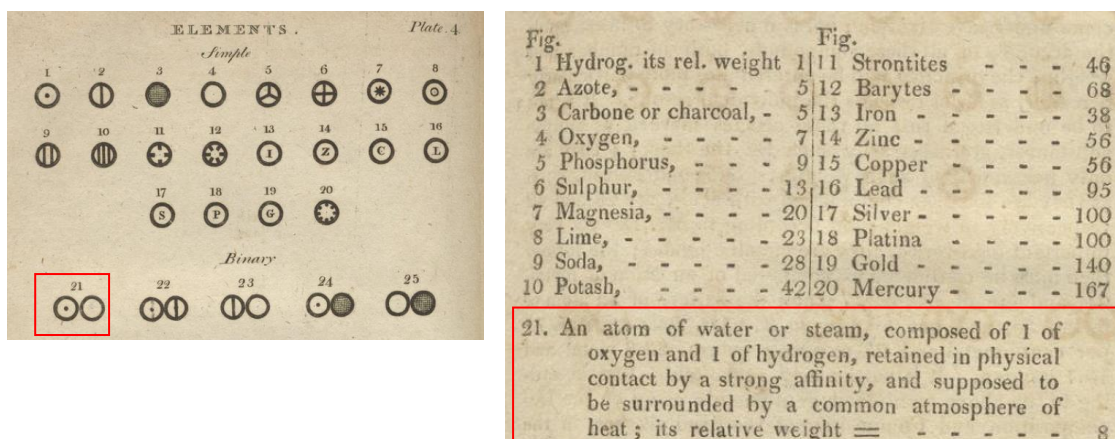 ELEMENTS.
Plate 4
Simple
1 2 3 4 5 6 7 8
9 10 11 12 13 14 15 16
I Z C L
17 18 19 20
S P G
Binary
21 22 23 24 25
Fig. Fig.
1 Hydrog. its rel. weight 1 11 Strontites - - - 46
2 Azote, - - - - 5 12 Barytes - - - - 68
3 Carbone or charcoal, - 5 13 Iron - - - - 38
4 Oxygen, - - - - 7 14 Zinc - - - - 56
5 Phosphorus, - - - 9 15 Copper - - - - 56
6 Sulphur, - - - - 13 16 Lead - - - - 95
7 Magnesia, - - - - 20 17 Silver - - - - 100
8 Lime, - - - - - 23 18 Platina - - - - 100
9 Soda, - - - - 28 19 Gold - - - - 140
10 Potash, - - - - 42 20 Mercury - - - - 167
21. An atom of water or steam, composed of 1 of
oxygen and 1 of hydrogen, retained in physical
contact by a strong affinity, and supposed to
be surrounded by a common atmosphere of
heat; its relative weight = - - - - - 8